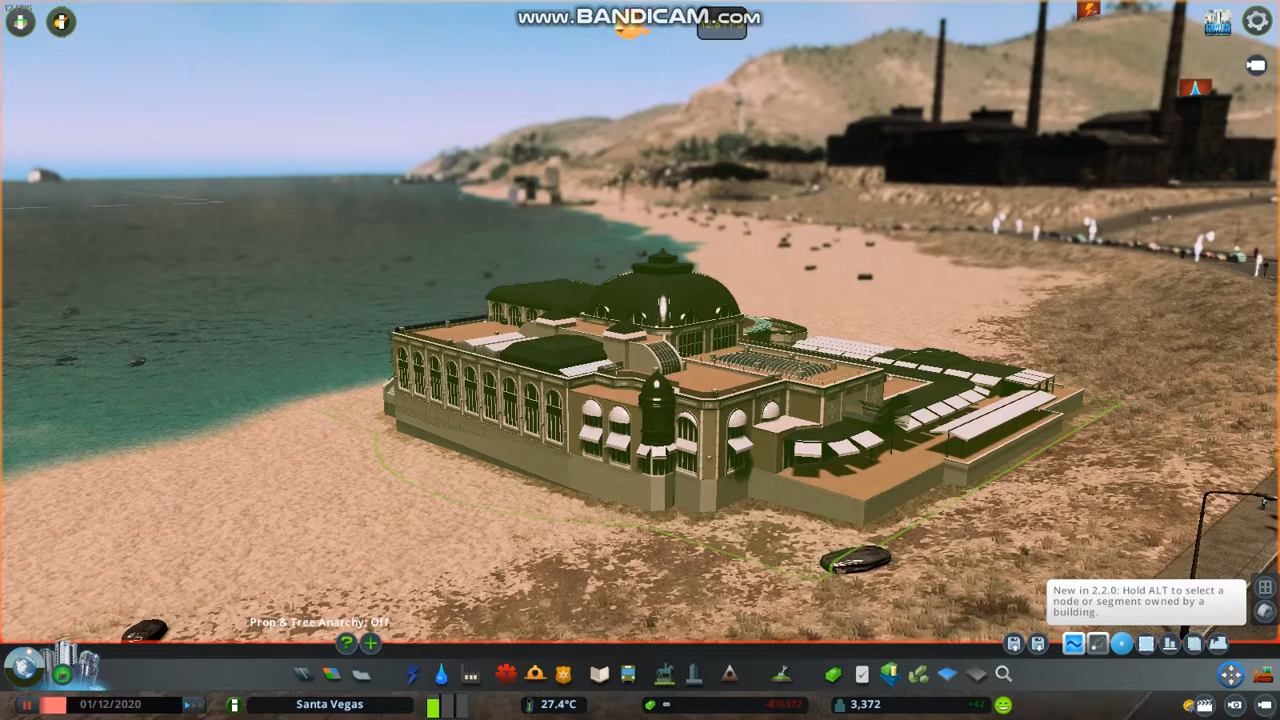 www.BANDICAM.com
New in 2.2.0: Hold ALT to select a
node or segment owned by a
building.
Prop & Tree Anarchy: Off
01/12/2020
Santa Vegas
27.4°C
∞
3,372
+42